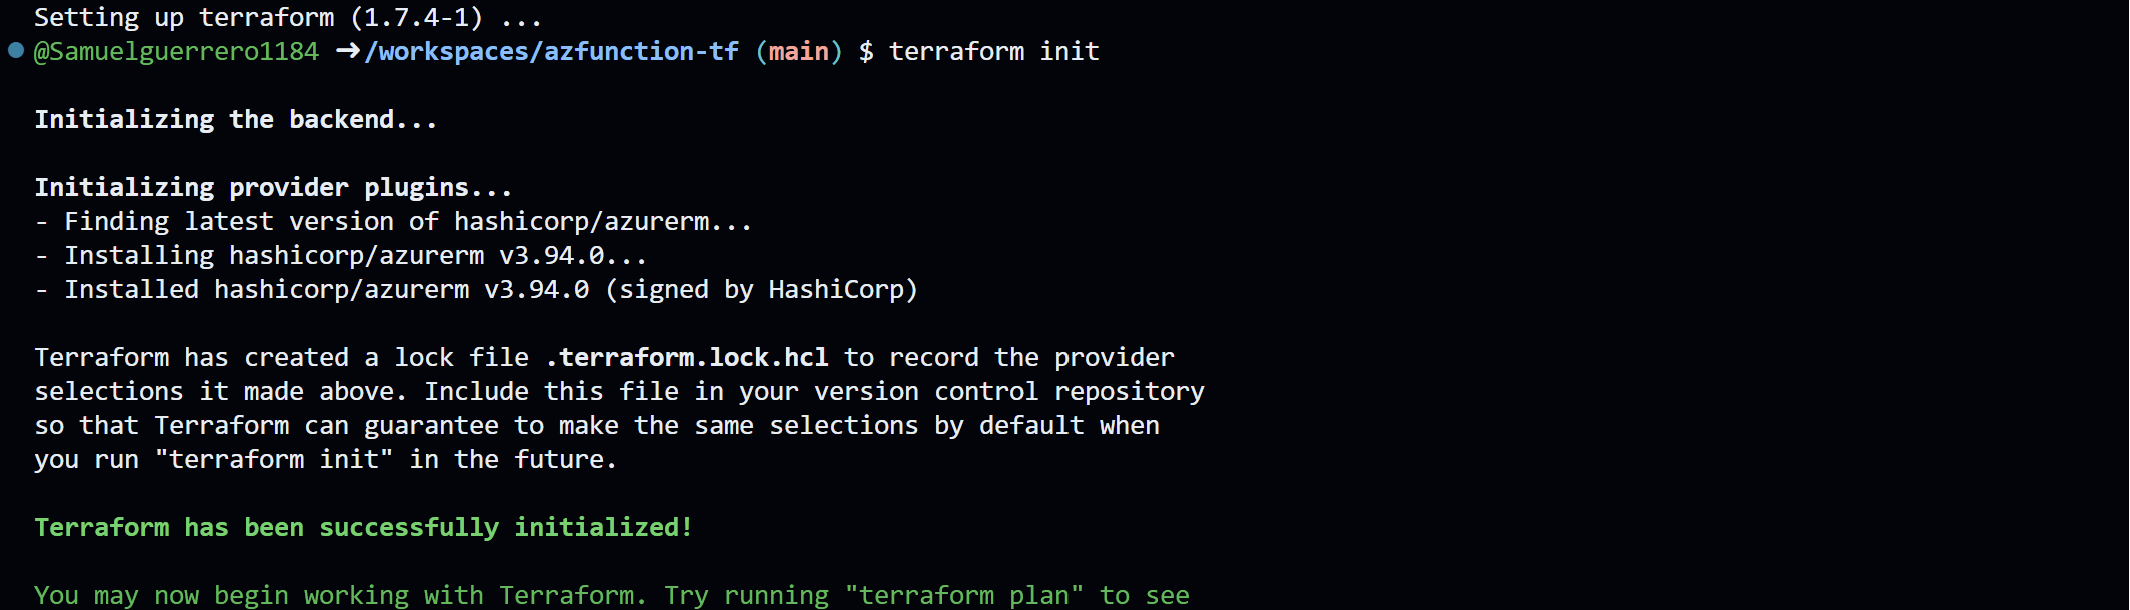 Setting up terraform (1.7.4-1) ...
@Samuelguerrero1184 ➜/workspaces/azfunction-tf (main) $ terraform init
Initializing the backend...
Initializing provider plugins...
- Finding latest version of hashicorp/azurerm...
- Installing hashicorp/azurerm v3.94.0...
- Installed hashicorp/azurerm v3.94.0 (signed by HashiCorp)
Terraform has created a lock file .terraform.lock.hcl to record the provider
selections it made above. Include this file in your version control repository
so that Terraform can guarantee to make the same selections by default when
you run "terraform init" in the future.
Terraform has been successfully initialized!
You may now begin working with Terraform. Try running "terraform plan" to see